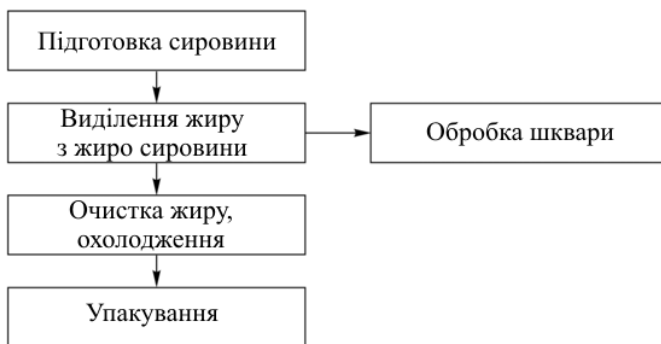 Підготовка сировини
Виділення жиру
з жиро сировини
Обробка шквари
Очистка жиру,
охолодження
Упакування